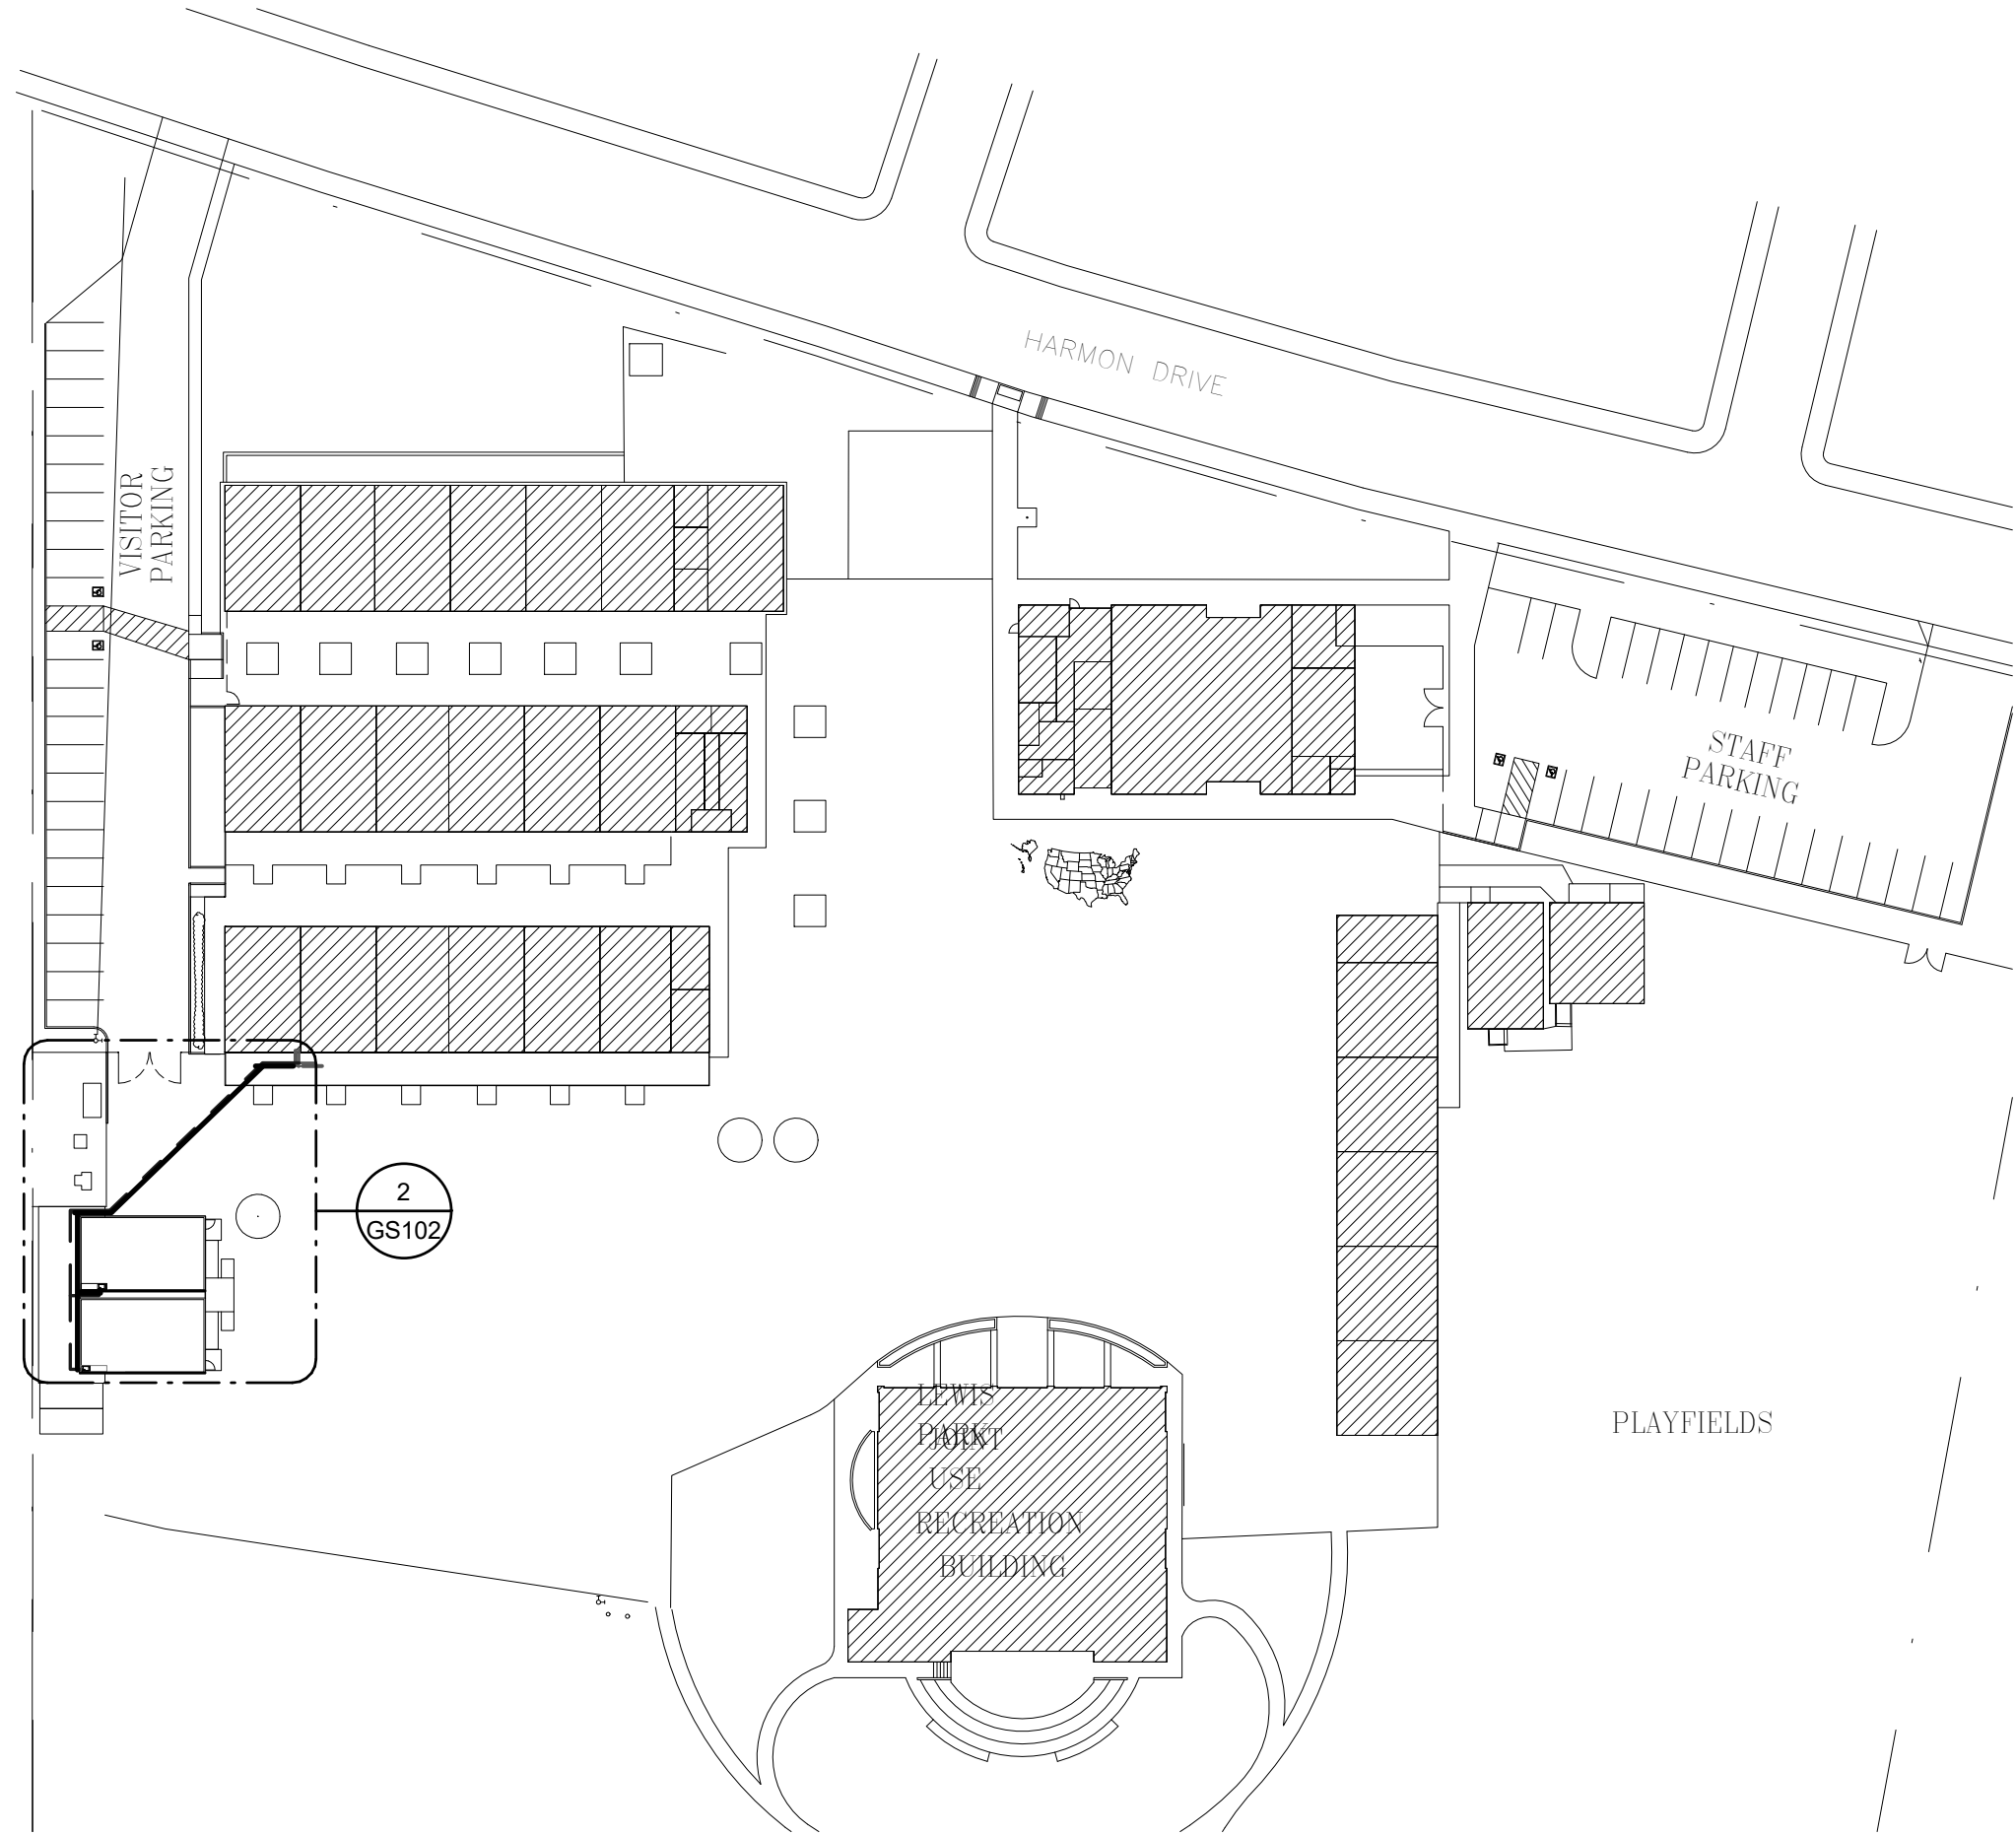 HARMON DRIVE
VISITOR
PARKING
STAFF
PARKING
2
GS102
LEWIS
PARK
JOINT
USE
RECREATION
BUILDING
PLAYFIELDS